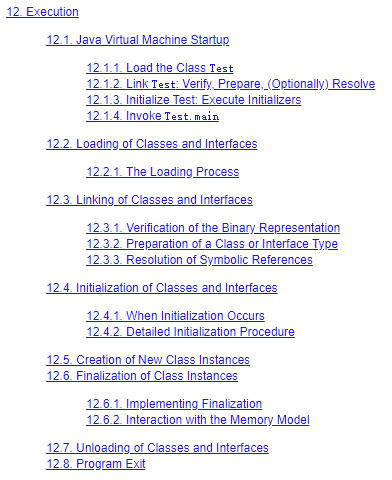 12. Execution
12.1. Java Virtual Machine Startup
12.1.1. Load the Class Test
12.1.2. Link Test: Verify, Prepare, (Optionally) Resolve
12.1.3. Initialize Test: Execute Initializers
12.1.4. Invoke Test.main
12.2. Loading of Classes and Interfaces
12.2.1. The Loading Process
12.3. Linking of Classes and Interfaces
12.3.1. Verification of the Binary Representation
12.3.2. Preparation of a Class or Interface Type
12.3.3. Resolution of Symbolic References
12.4. Initialization of Classes and Interfaces
12.4.1. When Initialization Occurs
12.4.2. Detailed Initialization Procedure
12.5. Creation of New Class Instances
12.6. Finalization of Class Instances
12.6.1. Implementing Finalization
12.6.2. Interaction with the Memory Model
12.7. Unloading of Classes and Interfaces
12.8. Program Exit